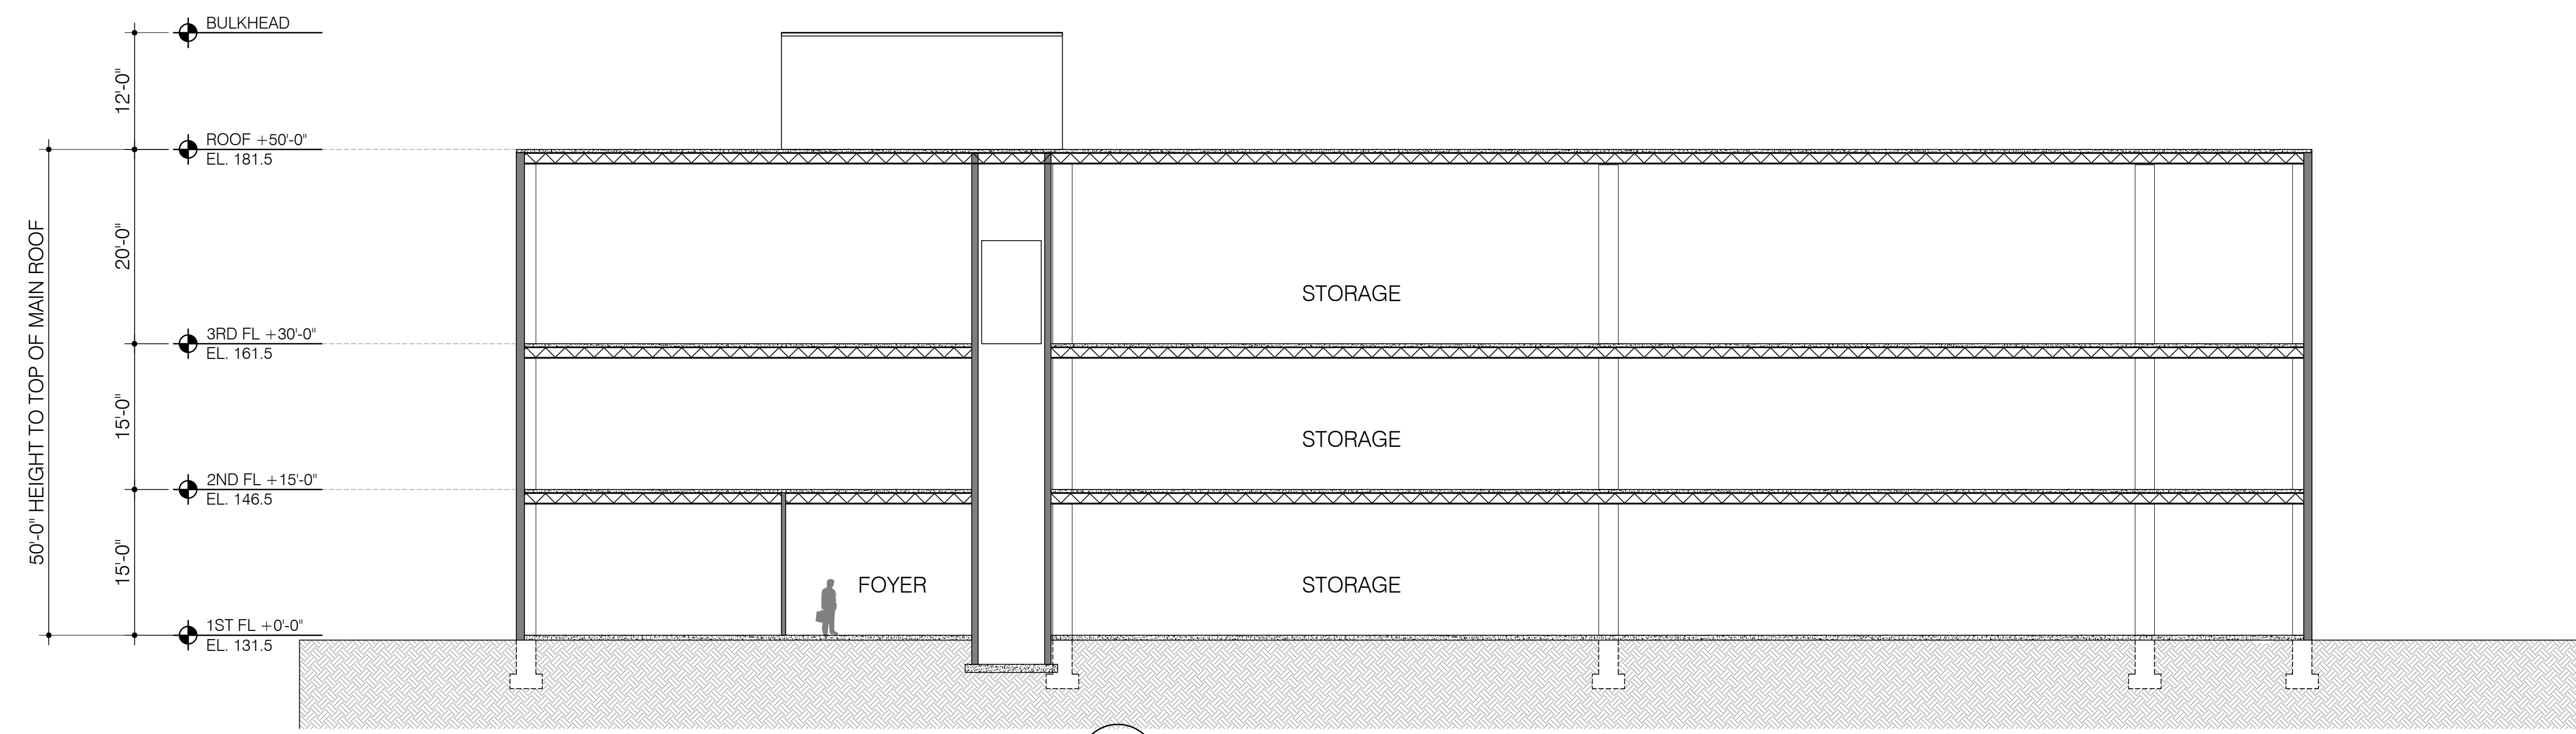 BULKHEAD
12'-0"
ROOF +50'-0"
EL. 181.5
20'-0"
50'-0" HEIGHT TO TOP OF MAIN ROOF
STORAGE
3RD FL +30'-0"
EL. 161.5
15'-0"
STORAGE
2ND FL +15'-0"
EL. 146.5
15'-0"
FOYER
STORAGE
1ST FL +0'-0"
EL. 131.5